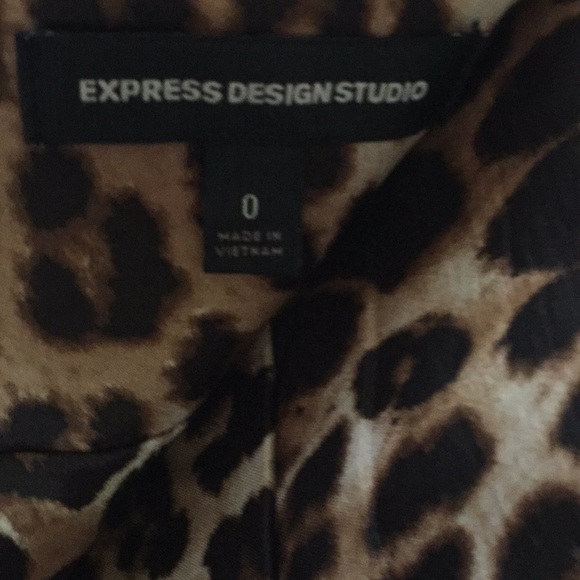 EXPRESS DESIGN STUDIO
0
MADE IN
VIETNAM